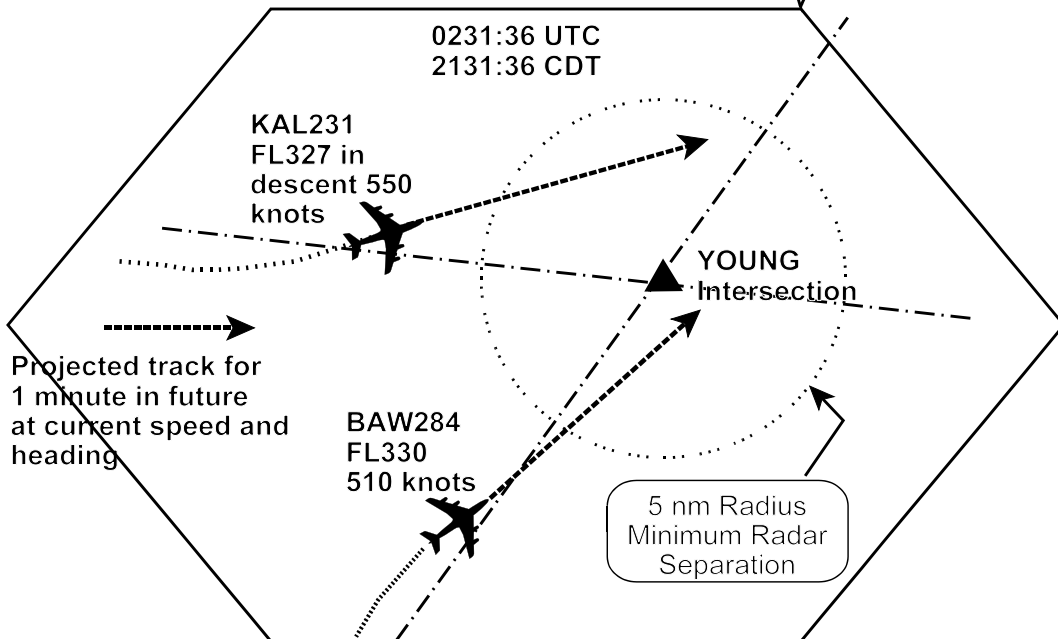 0231:36 UTC
2131:36 CDT
KAL231
FL327 in
descent 550
knots
YOUNG
Intersection
Projected track for
1 minute in future
at current speed and
heading
BAW284
FL330
510 knots
5 nm Radius
Minimum Radar
Separation